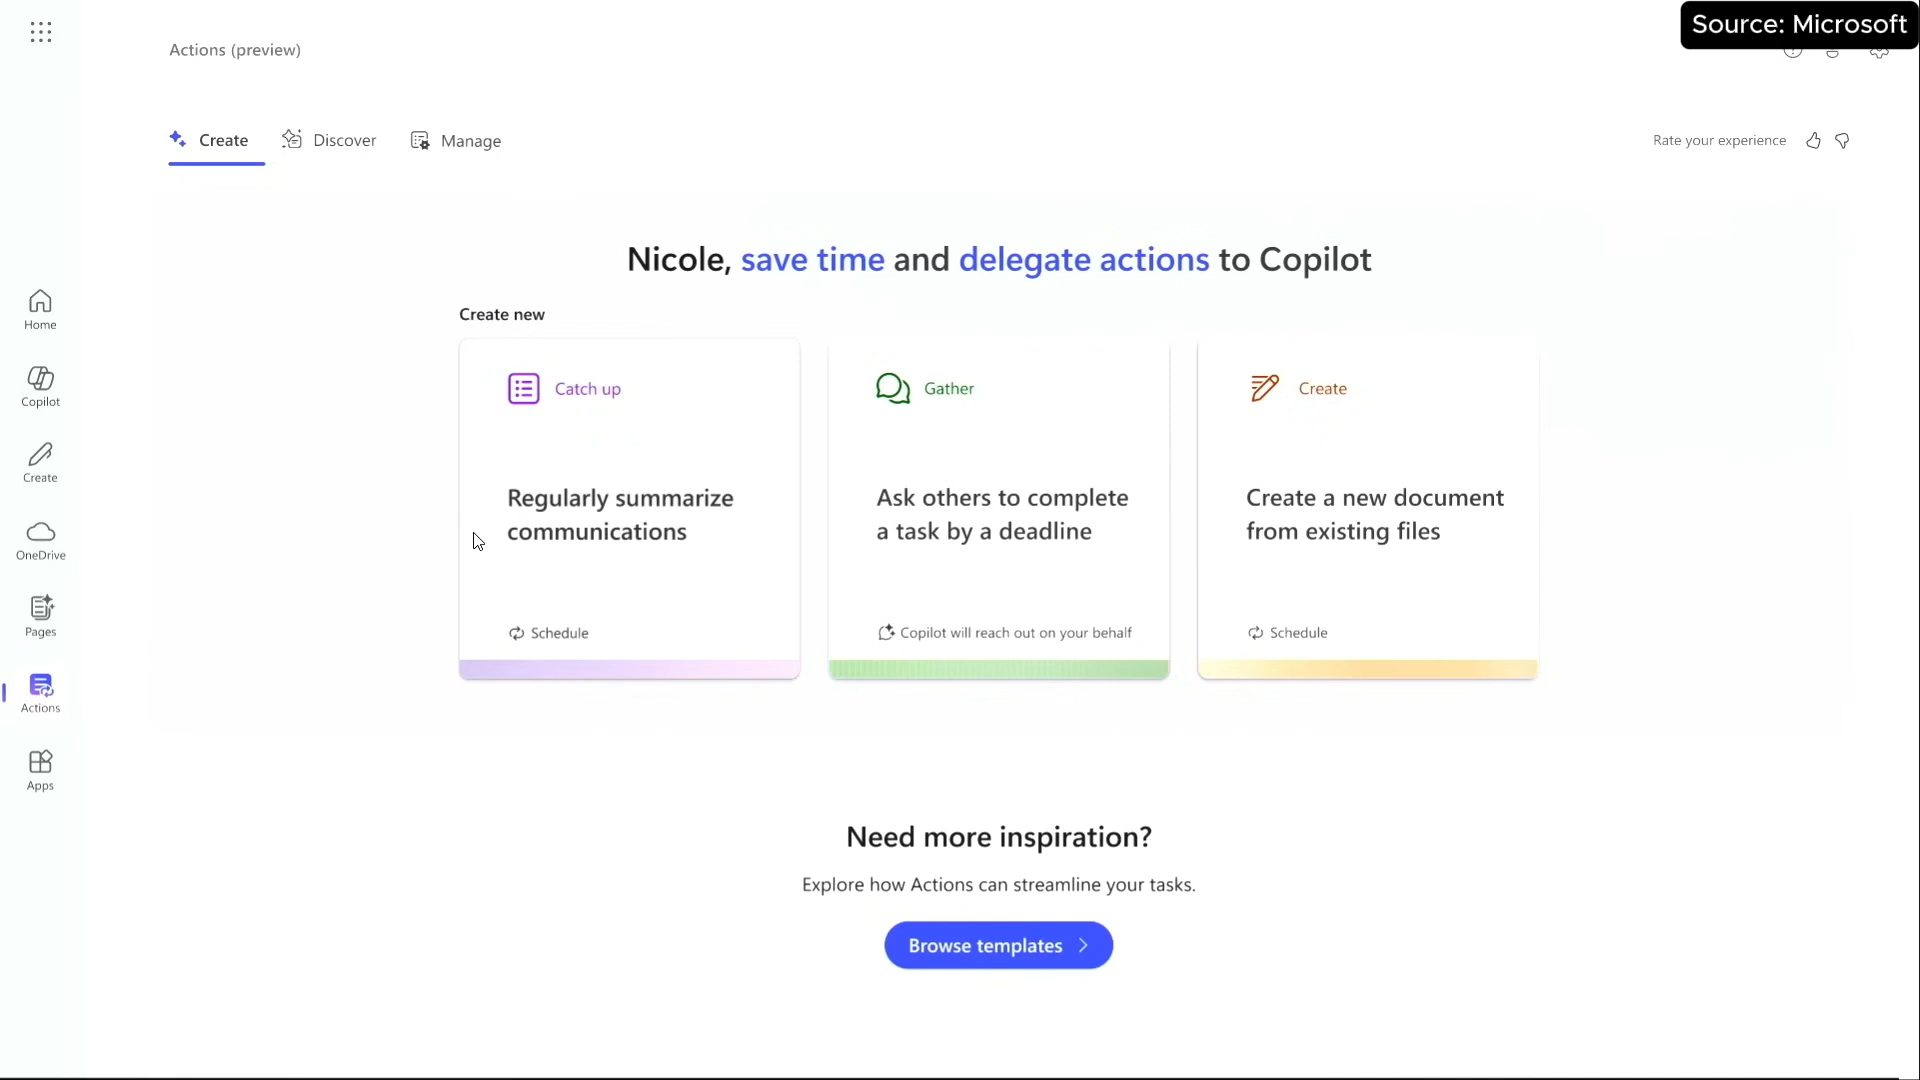 Source: Microsoft
Actions (preview)
Create
Discover
Manage
Rate your experience
Nicole, save time and delegate actions to Copilot
Create new
Catch up
Regularly summarize
communications
Schedule
Gather
Ask others to complete
a task by a deadline
Copilot will reach out on your behalf
Create
Create a new document
from existing files
Schedule
Home
Copilot
Create
OneDrive
Pages
Actions
Apps
Need more inspiration?
Explore how Actions can streamline your tasks.
Browse templates